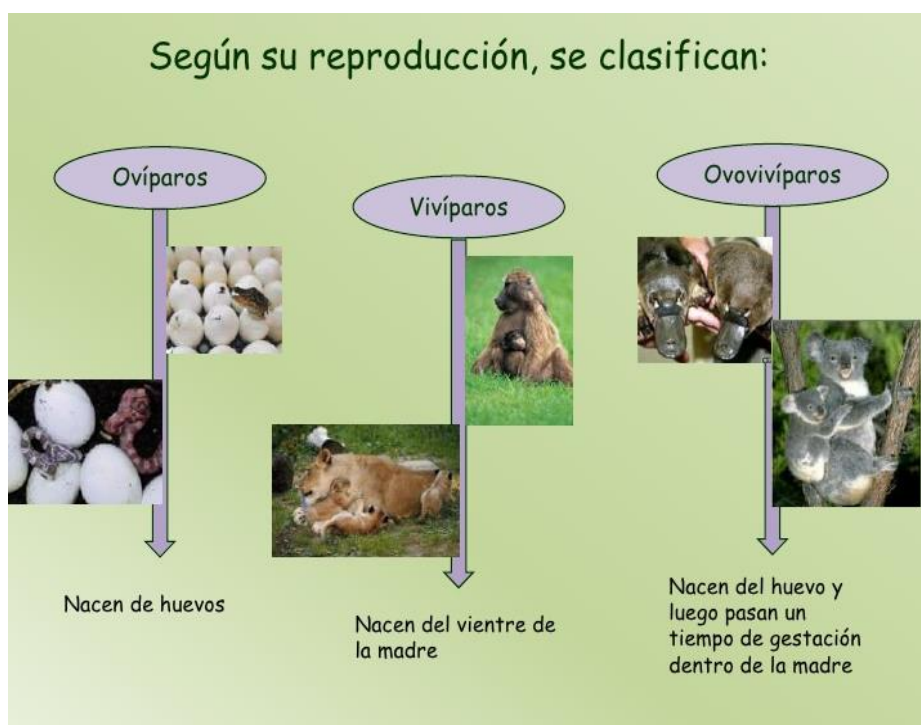 Según su reproducción, se clasifican:
Ovíparos
Vivíparos
Ovovivíparos
Nacen de huevos
Nacen del vientre de
la madre
Nacen del huevo y
luego pasan un
tiempo de gestación
dentro de la madre